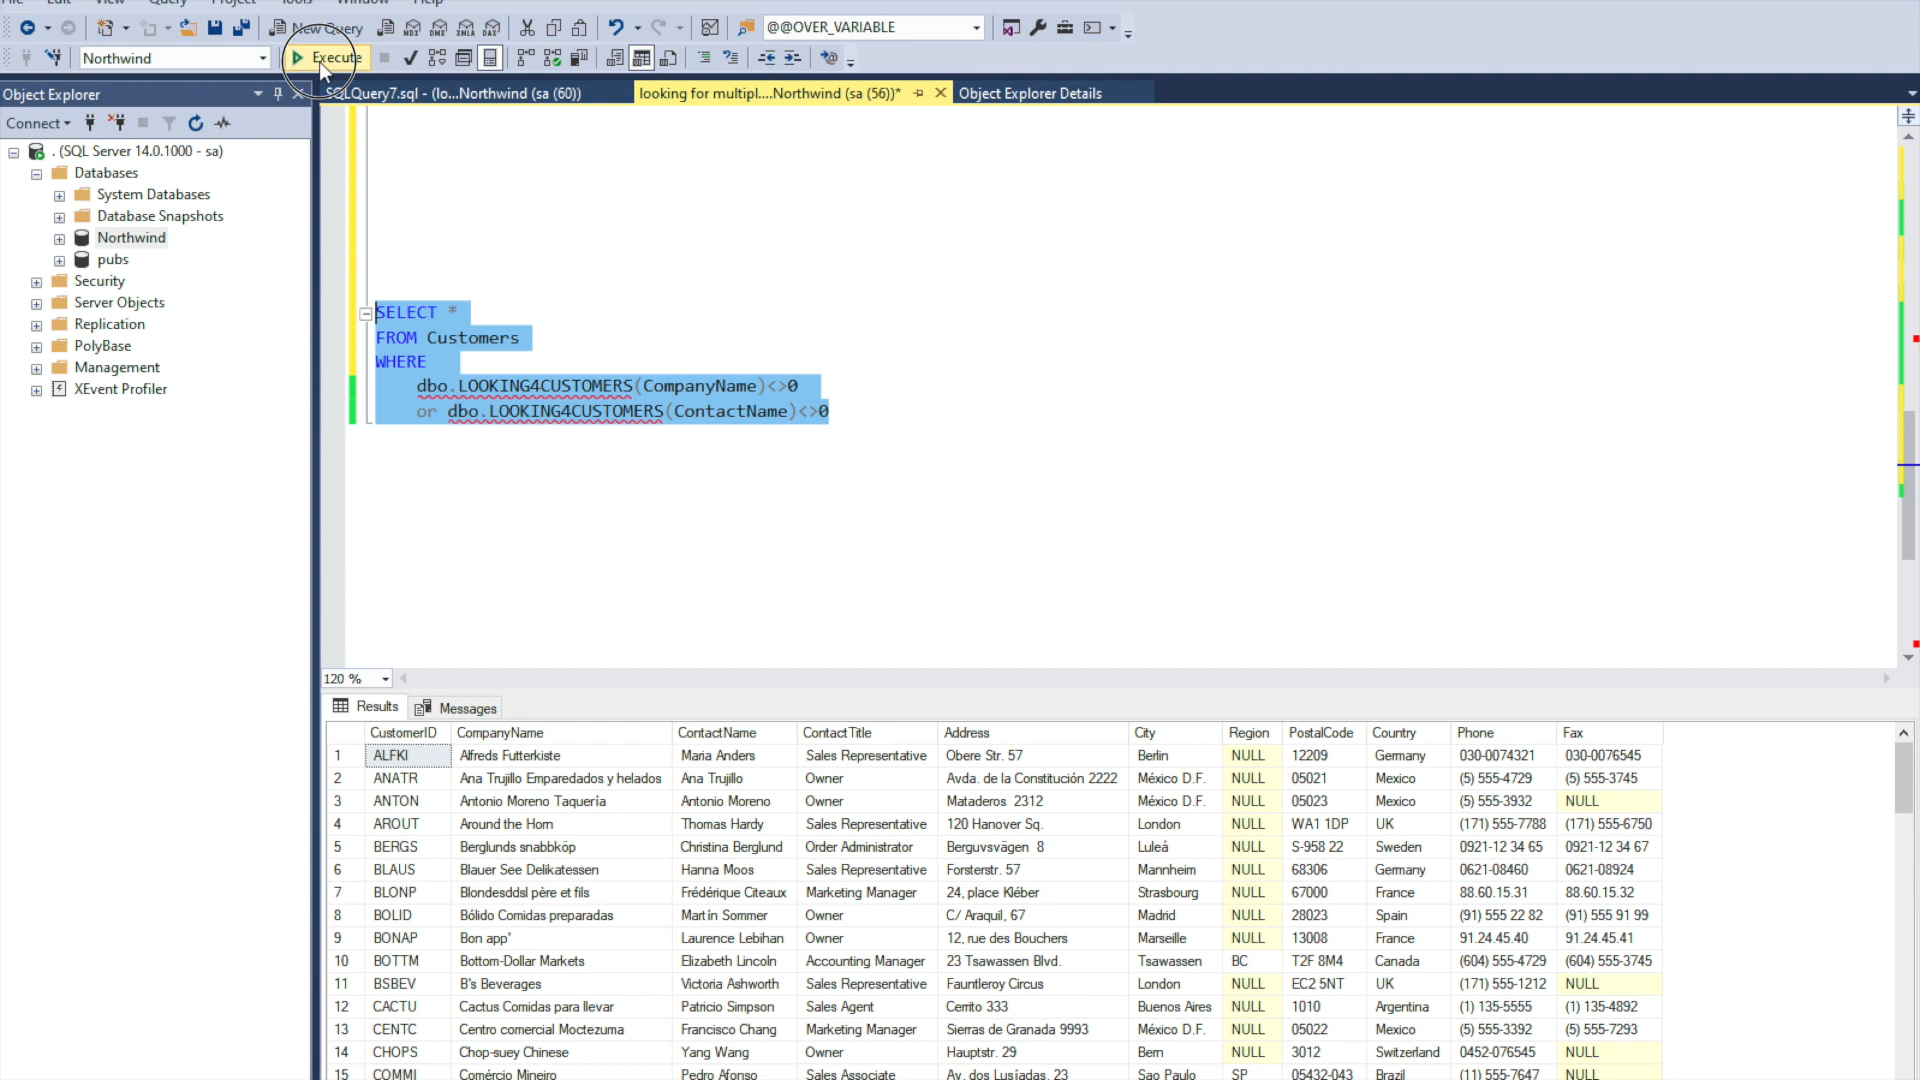 File Edit View Query Project Tools Window Help
New Query MDX DMX XMLA DAX @@OVER_VARIABLE
Northwind Execute
Object Explorer
SQLQuery7.sql - (lo...Northwind (sa (60)) looking for multipl....Northwind (sa (56))* Object Explorer Details
Connect
. (SQL Server 14.0.1000 - sa)
Databases
System Databases
Database Snapshots
Northwind
pubs
Security
Server Objects
Replication
PolyBase
Management
XEvent Profiler
SELECT *
FROM Customers
WHERE
dbo.LOOKING4CUSTOMERS(CompanyName)<>0
or dbo.LOOKING4CUSTOMERS(ContactName)<>0
120 %
Results Messages
CustomerID CompanyName ContactName ContactTitle Address City Region PostalCode Country Phone Fax
1 ALFKI Alfreds Futterkiste Maria Anders Sales Representative Obere Str. 57 Berlin NULL 12209 Germany 030-0074321 030-0076545
2 ANATR Ana Trujillo Emparedados y helados Ana Trujillo Owner Avda. de la Constitución 2222 México D.F. NULL 05021 Mexico (5) 555-4729 (5) 555-3745
3 ANTON Antonio Moreno Taquería Antonio Moreno Owner Mataderos 2312 México D.F. NULL 05023 Mexico (5) 555-3932 NULL
4 AROUT Around the Horn Thomas Hardy Sales Representative 120 Hanover Sq. London NULL WA1 1DP UK (171) 555-7788 (171) 555-6750
5 BERGS Berglunds snabbköp Christina Berglund Order Administrator Berguvsvägen 8 Luleå NULL S-958 22 Sweden 0921-12 34 65 0921-12 34 67
6 BLAUS Blauer See Delikatessen Hanna Moos Sales Representative Forsterstr. 57 Mannheim NULL 68306 Germany 0621-08460 0621-08924
7 BLONP Blondesddsl père et fils Frédérique Citeaux Marketing Manager 24, place Kléber Strasbourg NULL 67000 France 88.60.15.31 88.60.15.32
8 BOLID Bólido Comidas preparadas Martín Sommer Owner C/ Araquil, 67 Madrid NULL 28023 Spain (91) 555 22 82 (91) 555 91 99
9 BONAP Bon app' Laurence Lebihan Owner 12, rue des Bouchers Marseille NULL 13008 France 91.24.45.40 91.24.45.41
10 BOTTM Bottom-Dollar Markets Elizabeth Lincoln Accounting Manager 23 Tsawassen Blvd. Tsawassen BC T2F 8M4 Canada (604) 555-4729 (604) 555-3745
11 BSBEV B's Beverages Victoria Ashworth Sales Representative Fauntleroy Circus London NULL EC2 5NT UK (171) 555-1212 NULL
12 CACTU Cactus Comidas para llevar Patricio Simpson Sales Agent Cerrito 333 Buenos Aires NULL 1010 Argentina (1) 135-5555 (1) 135-4892
13 CENTC Centro comercial Moctezuma Francisco Chang Marketing Manager Sierras de Granada 9993 México D.F. NULL 05022 Mexico (5) 555-3392 (5) 555-7293
14 CHOPS Chop-suey Chinese Yang Wang Owner Hauptstr. 29 Bern NULL 3012 Switzerland 0452-076545 NULL
15 COMMI Comércio Mineiro Pedro Afonso Sales Associate Av. dos Lusíadas, 23 Sao Paulo SP 05432-043 Brazil (11) 555-7647 NULL